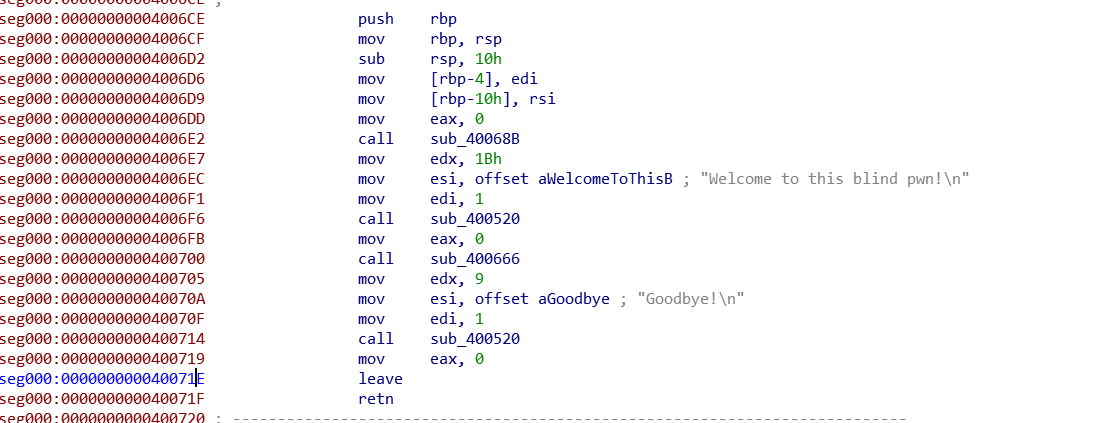 seg000:00000000004006CE ;
seg000:00000000004006CE push rbp
seg000:00000000004006CF mov rbp, rsp
seg000:00000000004006D2 sub rsp, 10h
seg000:00000000004006D6 mov [rbp-4], edi
seg000:00000000004006D9 mov [rbp-10h], rsi
seg000:00000000004006DD mov eax, 0
seg000:00000000004006E2 call sub_40068B
seg000:00000000004006E7 mov edx, 1Bh
seg000:00000000004006EC mov esi, offset aWelcomeToThisB ; "Welcome to this blind pwn!\n"
seg000:00000000004006F1 mov edi, 1
seg000:00000000004006F6 call sub_400520
seg000:00000000004006FB mov eax, 0
seg000:0000000000400700 call sub_400666
seg000:0000000000400705 mov edx, 9
seg000:000000000040070A mov esi, offset aGoodbye ; "Goodbye!\n"
seg000:000000000040070F mov edi, 1
seg000:0000000000400714 call sub_400520
seg000:0000000000400719 mov eax, 0
seg000:000000000040071E leave
seg000:000000000040071F retn
seg000:0000000000400720 ; ---------------------------------------------------------------------------